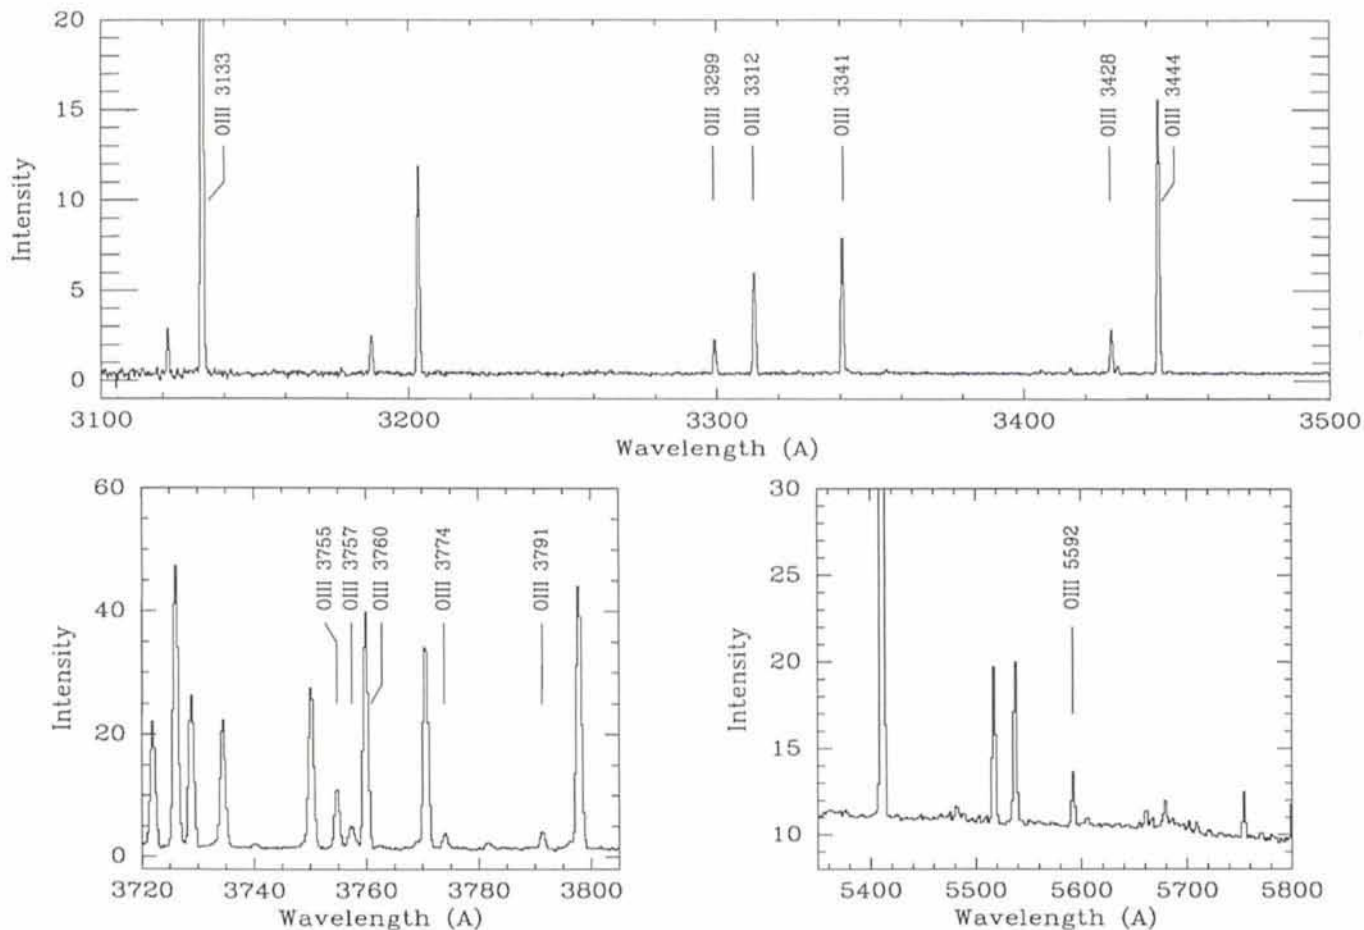 20
15
10
5
0
Intensity
OIII 3133
OIII 3299
OIII 3312
OIII 3341
OIII 3428
OIII 3444
3100
3200
3300
3400
3500
Wavelength (A)
60
40
20
0
Intensity
OIII 3755
OIII 3757
OIII 3760
OIII 3774
OIII 3791
3720
3740
3760
3780
3800
Wavelength (A)
30
25
20
15
10
Intensity
OIII 5592
5400
5500
5600
5700
5800
Wavelength (A)